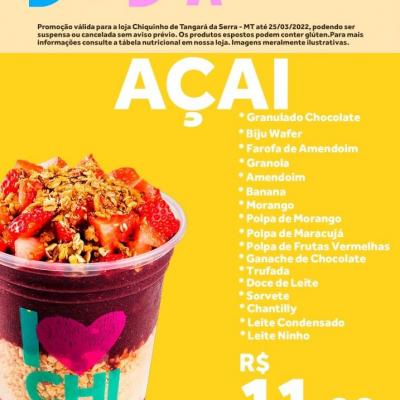 Promoção válida para a loja Chiquinho de Tangará da Serra - MT até 25/03/2022, podendo ser
suspensa ou cancelada sem aviso prévio. Os produtos espostos podem conter glúten.Para mais
informações consulte a tábela nutricional em nossa loja. Imagens meralmente ilustrativas.
AÇAI
* Granulado Chocolate
* Biju Wafer
* Farofa de Amendoim
* Granola
* Amendoim
* Banana
* Morango
* Polpa de Morango
* Polpa de Maracujá
* Polpa de Frutas Vermelhas
* Ganache de Chocolate
* Trufada
* Doce de Leite
* Sorvete
* Chantilly
* Leite Condensado
* Leite Ninho
I
CHI
R$
11